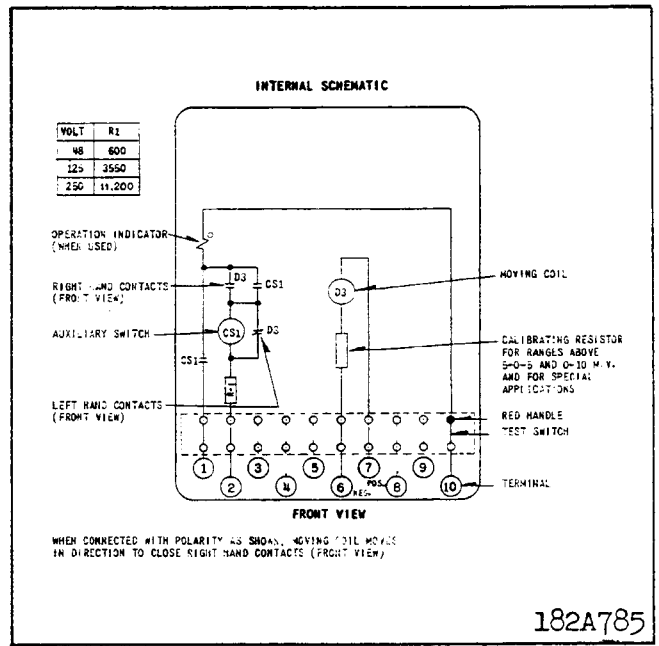 INTERNAL SCHEMATIC
VOLT R1
48 600
125 3550
250 11,200
OPERATION INDICATOR
(WHEN USED)
RIGHT HAND CONTACTS
(FRONT VIEW)
D3
CS1
AUXILIARY SWITCH
CS1
D3
CS1
R1
LEFT HAND CONTACTS
(FRONT VIEW)
D3
MOVING COIL
CALIBRATING RESISTOR
FOR RANGES ABOVE
5-0-5 AND 0-10 M.V.
AND FOR SPECIAL
APPLICATIONS
RED HANDLE
TEST SWITCH
1 3 5 7 9
2 4 6 NEG. POS. 8 10
TERMINAL
FRONT VIEW
WHEN CONNECTED WITH POLARITY AS SHOWN, MOVING COIL MOVES
IN DIRECTION TO CLOSE RIGHT HAND CONTACTS (FRONT VIEW)
182A785